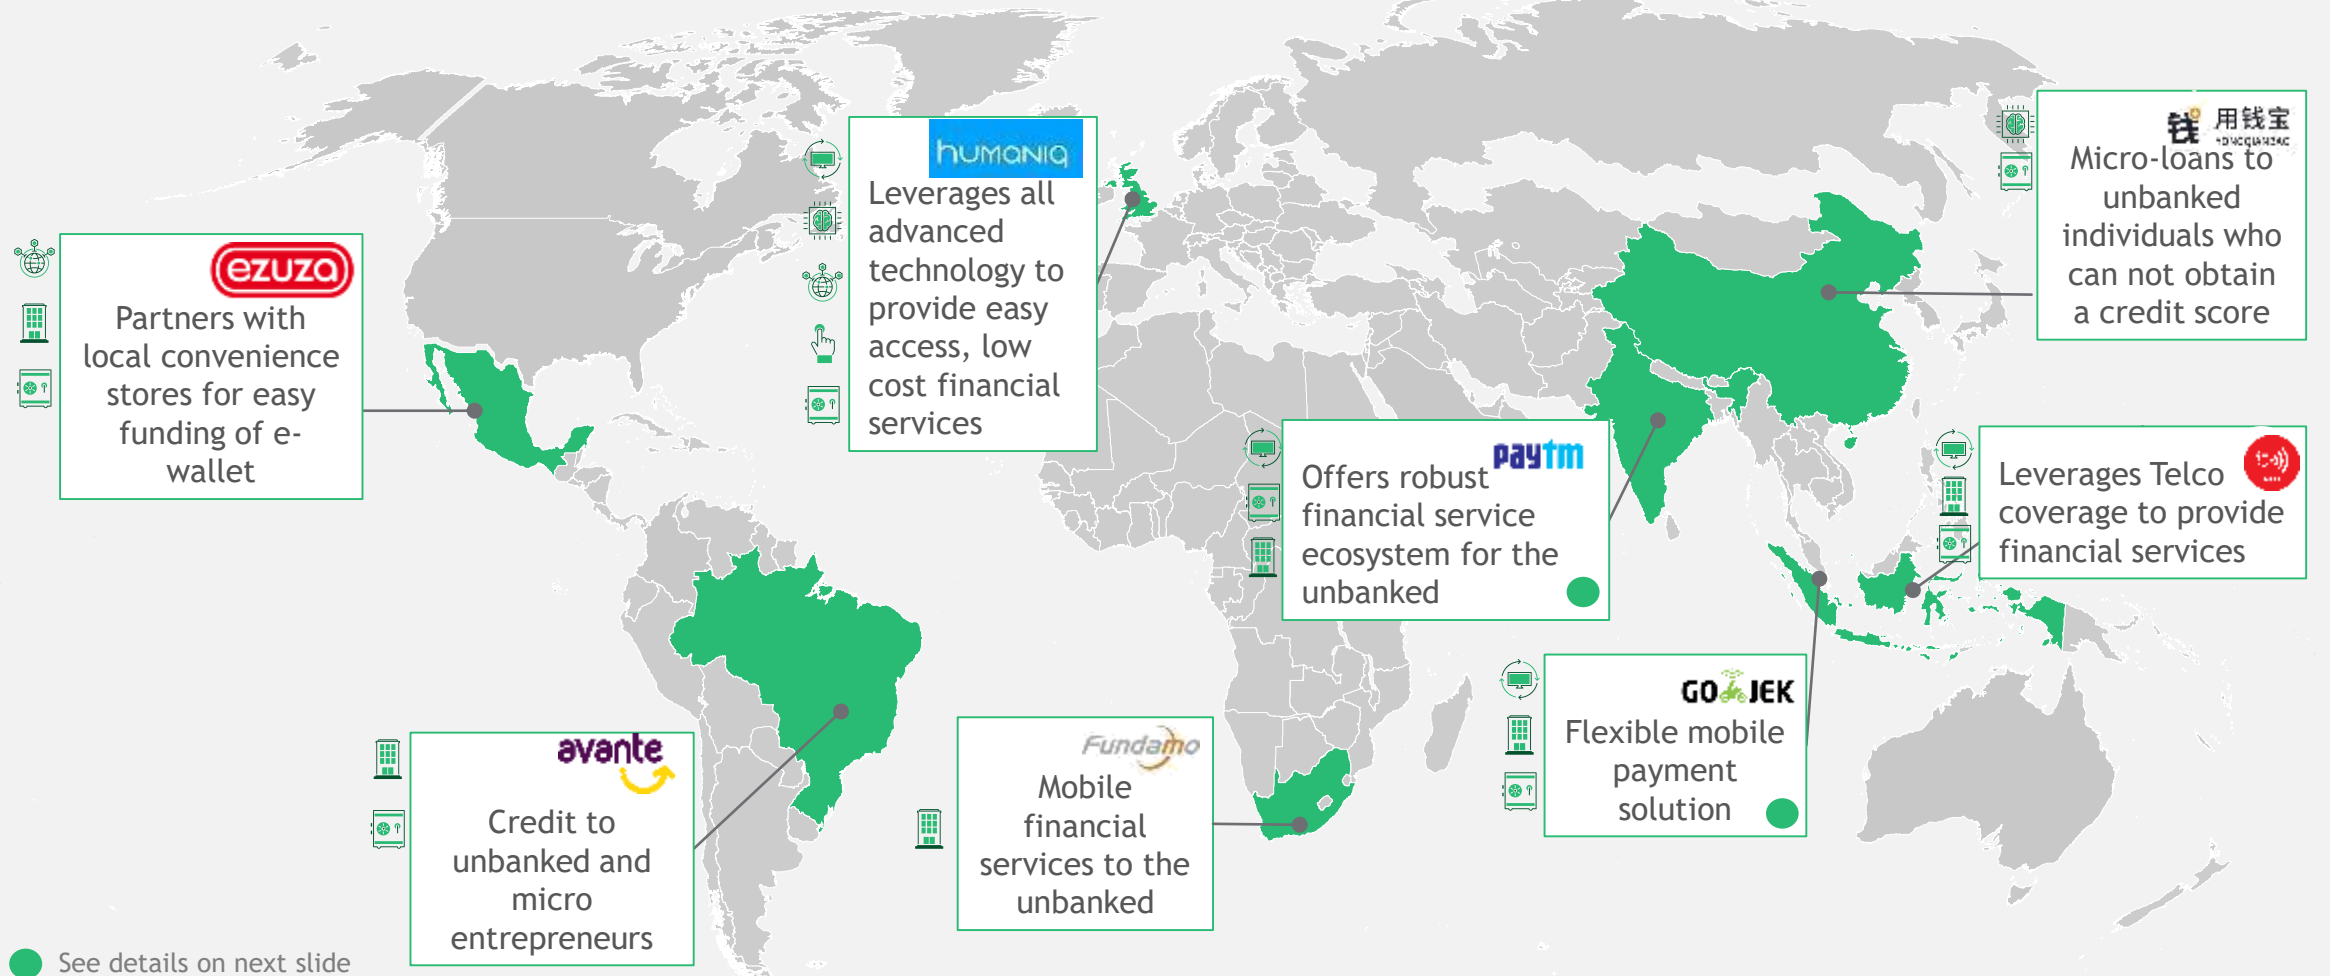 ezuza
Partners with
local convenience
stores for easy
funding of e-
wallet
humaniq
Leverages all
advanced
technology to
provide easy
access, low
cost financial
services
用钱宝
Micro-loans to
unbanked
individuals who
can not obtain
a credit score
paytm
Offers robust
financial service
ecosystem for the
unbanked
Leverages Telco
coverage to provide
financial services
GO JEK
Flexible mobile
payment
solution
avante
Credit to
unbanked and
micro
entrepreneurs
Fundamo
Mobile
financial
services to the
unbanked
See details on next slide